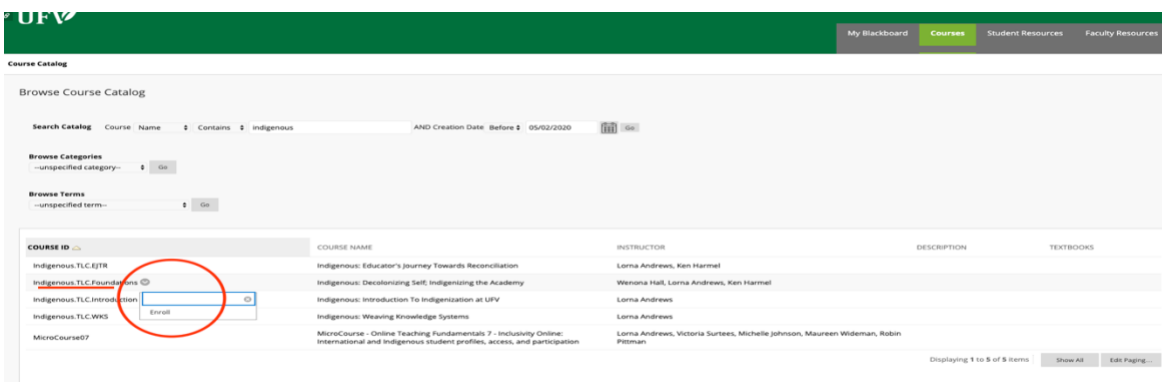 UFV
My Blackboard Courses Student Resources Faculty Resources
Course Catalog
Browse Course Catalog
Search Catalog Course Name Contains indigenous AND Creation Date Before 05/02/2020 Go
Browse Categories
--unspecified category-- Go
Browse Terms
--unspecified term-- Go
COURSE ID COURSE NAME INSTRUCTOR DESCRIPTION TEXTBOOKS
Indigenous.TLC.EJTR Indigenous: Educator's Journey Towards Reconciliation Lorna Andrews, Ken Harmel
Indigenous.TLC.Foundations Indigenous: Decolonizing Self; Indigenizing the Academy Wenona Hall, Lorna Andrews, Ken Harmel
Indigenous.TLC.Introduction Indigenous: Introduction To Indigenization at UFV Lorna Andrews
Enroll
Indigenous.TLC.WKS Indigenous: Weaving Knowledge Systems Lorna Andrews
MicroCourse07 MicroCourse - Online Teaching Fundamentals 7 - Inclusivity Online: Lorna Andrews, Victoria Surtees, Michelle Johnson, Maureen Wideman, Robin
International and Indigenous student profiles, access, and participation Pittman
Displaying 1 to 5 of 5 items Show All Edit Paging...